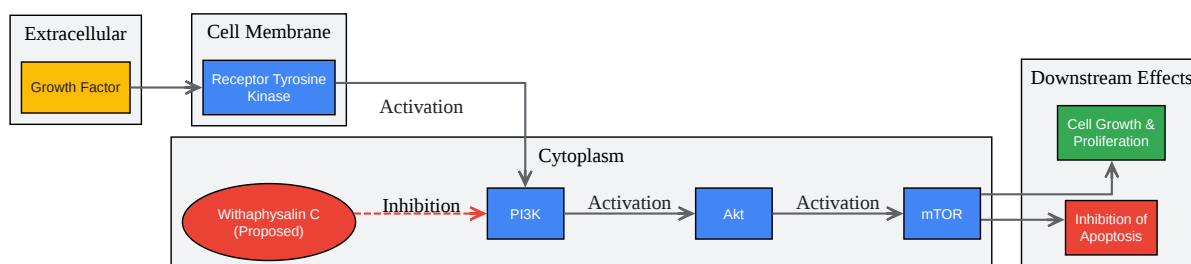 Extracellular
Growth Factor
Cell Membrane
Receptor Tyrosine
Kinase
Activation
Cytoplasm
Withaphysalin C
(Proposed)
Inhibition
PI3K
Activation
Akt
Activation
mTOR
Downstream Effects
Cell Growth &
Proliferation
Inhibition of
Apoptosis